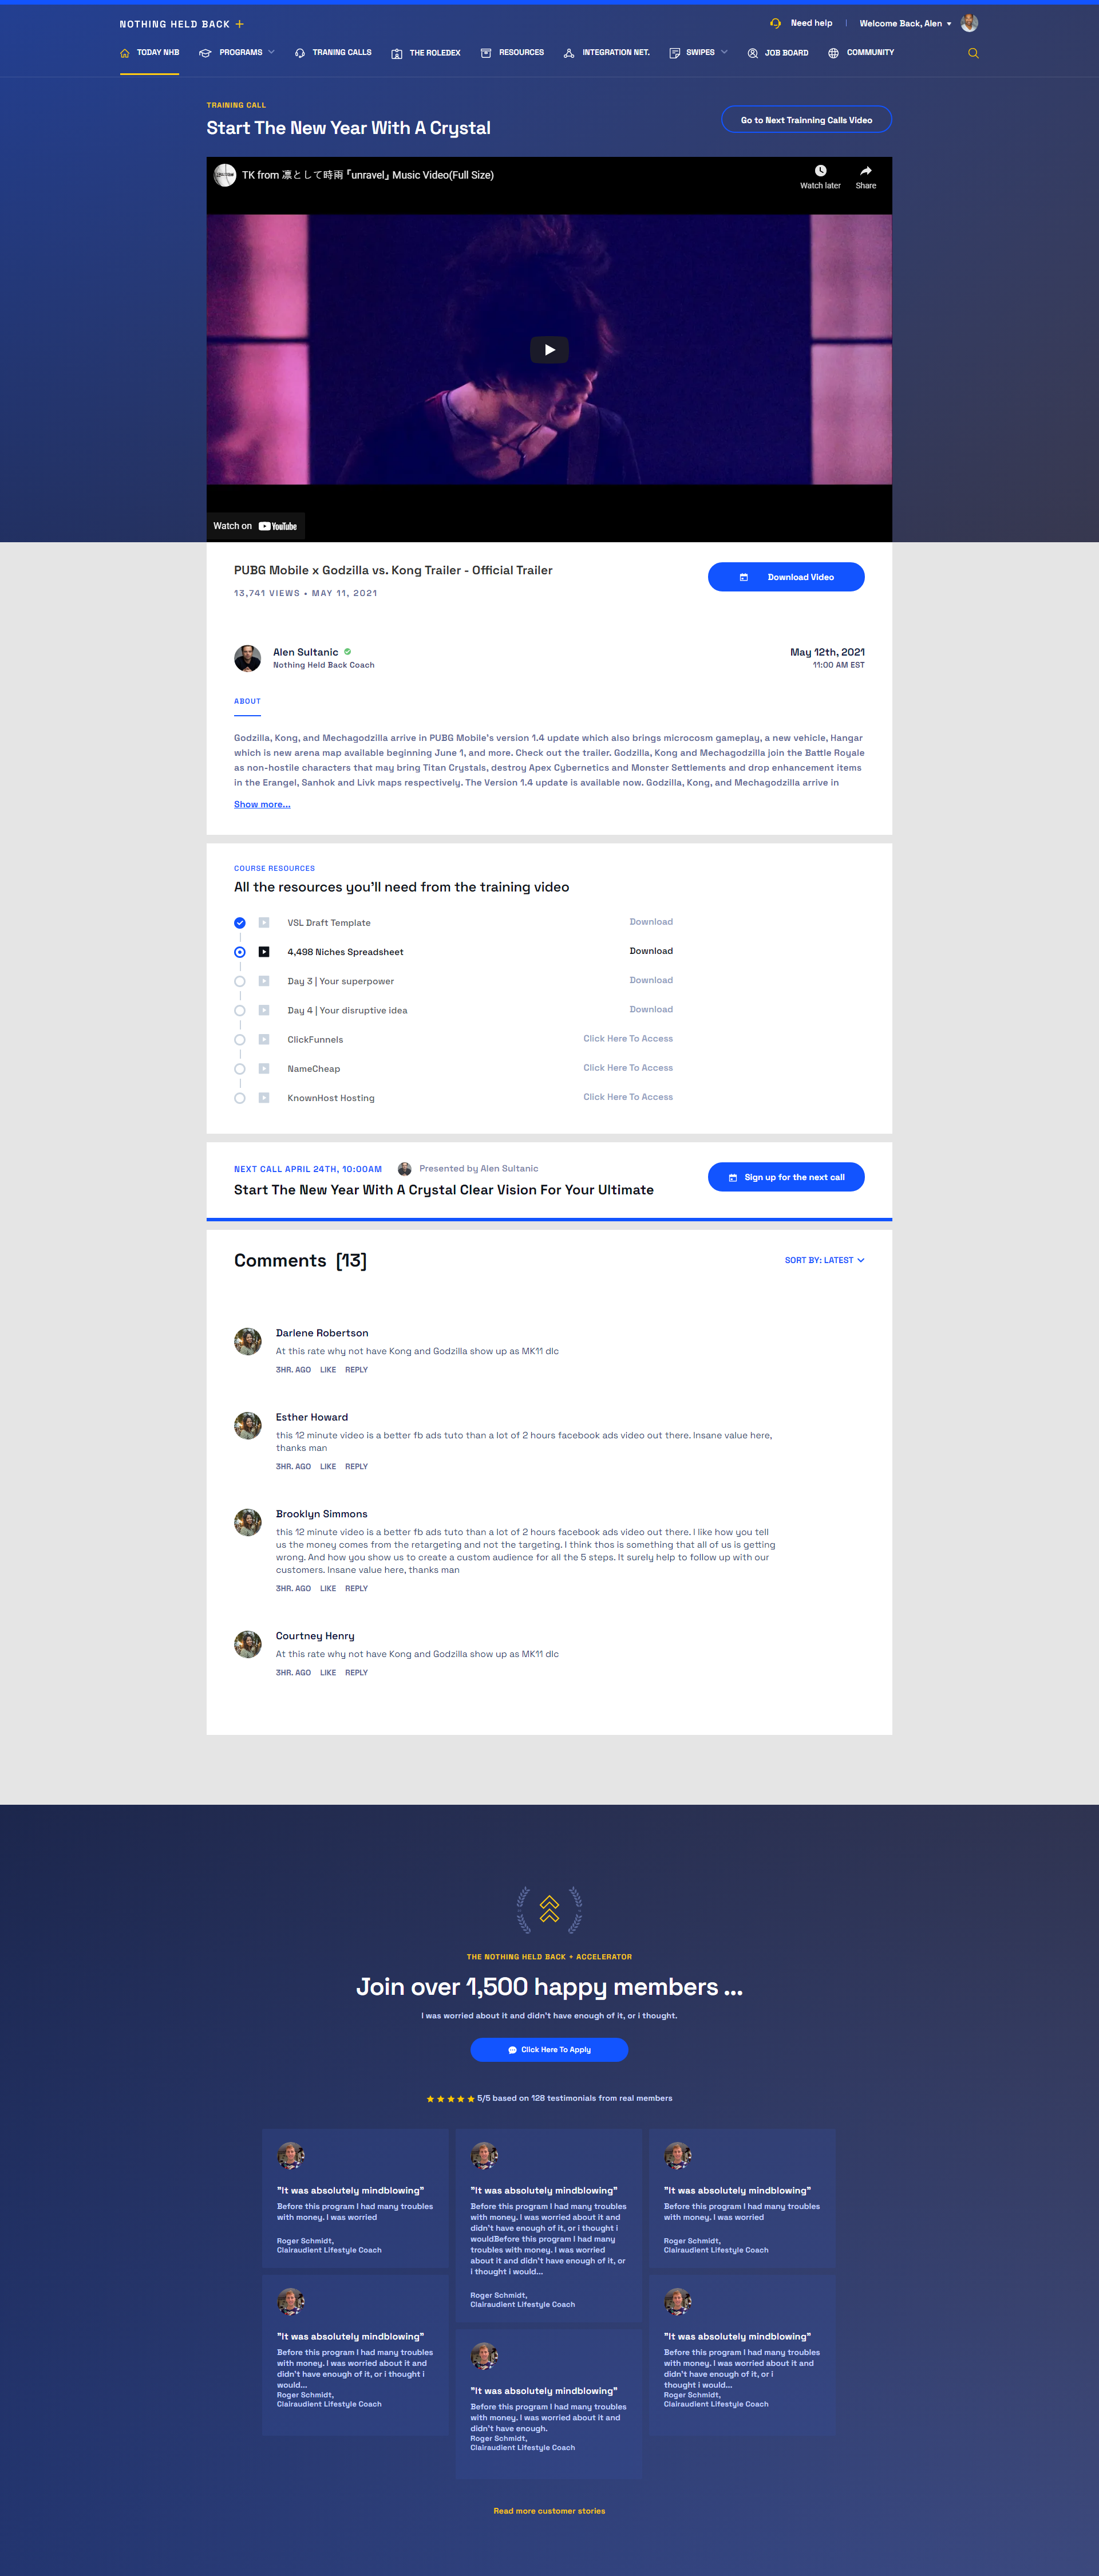 NOTHING HELD BACK +
Need help
Welcome Back, Alen
TODAY NHB
PROGRAMS
TRANING CALLS
THE ROLEDEX
RESOURCES
INTEGRATION NET.
SWIPES
JOB BOARD
COMMUNITY
TRAINING CALL
Start The New Year With A Crystal
Go to Next Trainning Calls Video
TK from 凛として時雨『unravel』Music Video(Full Size)
Watch later
Share
Watch on YouTube
PUBG Mobile x Godzilla vs. Kong Trailer - Official Trailer
Download Video
13,741 VIEWS • MAY 11, 2021
Alen Sultanic
Nothing Held Back Coach
May 12th, 2021
11:00 AM EST
ABOUT
Godzilla, Kong, and Mechagodzilla arrive in PUBG Mobile's version 1.4 update which also brings microcosm gameplay, a new vehicle, Hangar
which is new arena map available beginning June 1, and more. Check out the trailer. Godzilla, Kong and Mechagodzilla join the Battle Royale
as non-hostile characters that may bring Titan Crystals, destroy Apex Cybernetics and Monster Settlements and drop enhancement items
in the Erangel, Sanhok and Livk maps respectively. The Version 1.4 update is available now. Godzilla, Kong, and Mechagodzilla arrive in
Show more...
COURSE RESOURCES
All the resources you'll need from the training video
VSL Draft Template
Download
4,498 Niches Spreadsheet
Download
Day 3 | Your superpower
Download
Day 4 | Your disruptive idea
Download
ClickFunnels
Click Here To Access
NameCheap
Click Here To Access
KnownHost Hosting
Click Here To Access
NEXT CALL APRIL 24TH, 10:00AM
Presented by Alen Sultanic
Start The New Year With A Crystal Clear Vision For Your Ultimate
Sign up for the next call
Comments [13]
SORT BY: LATEST
Darlene Robertson
At this rate why not have Kong and Godzilla show up as MK11 dlc
3HR. AGO LIKE REPLY
Esther Howard
this 12 minute video is a better fb ads tuto than a lot of 2 hours facebook ads video out there. Insane value here,
thanks man
3HR. AGO LIKE REPLY
Brooklyn Simmons
this 12 minute video is a better fb ads tuto than a lot of 2 hours facebook ads video out there. I like how you tell
us the money comes from the retargeting and not the targeting. I think thos is something that all of us is getting
wrong. And how you show us to create a custom audience for all the 5 steps. It surely help to follow up with our
customers. Insane value here, thanks man
3HR. AGO LIKE REPLY
Courtney Henry
At this rate why not have Kong and Godzilla show up as MK11 dlc
3HR. AGO LIKE REPLY
THE NOTHING HELD BACK + ACCELERATOR
Join over 1,500 happy members ...
I was worried about it and didn't have enough of it, or i thought.
Click Here To Apply
5/5 based on 128 testimonials from real members
"It was absolutely mindblowing"
Before this program I had many troubles
with money. I was worried
Roger Schmidt,
Clairaudient Lifestyle Coach
"It was absolutely mindblowing"
Before this program I had many troubles
with money. I was worried about it and
didn't have enough of it, or i thought i
wouldBefore this program I had many
troubles with money. I was worried
about it and didn't have enough of it, or
i thought i would...
Roger Schmidt,
Clairaudient Lifestyle Coach
"It was absolutely mindblowing"
Before this program I had many troubles
with money. I was worried
Roger Schmidt,
Clairaudient Lifestyle Coach
"It was absolutely mindblowing"
Before this program I had many troubles
with money. I was worried about it and
didn't have enough of it, or i thought i
would...
Roger Schmidt,
Clairaudient Lifestyle Coach
"It was absolutely mindblowing"
Before this program I had many troubles
with money. I was worried about it and
didn't have enough.
Roger Schmidt,
Clairaudient Lifestyle Coach
"It was absolutely mindblowing"
Before this program I had many troubles
with money. I was worried about it and
didn't have enough of it, or i
thought i would...
Roger Schmidt,
Clairaudient Lifestyle Coach
Read more customer stories